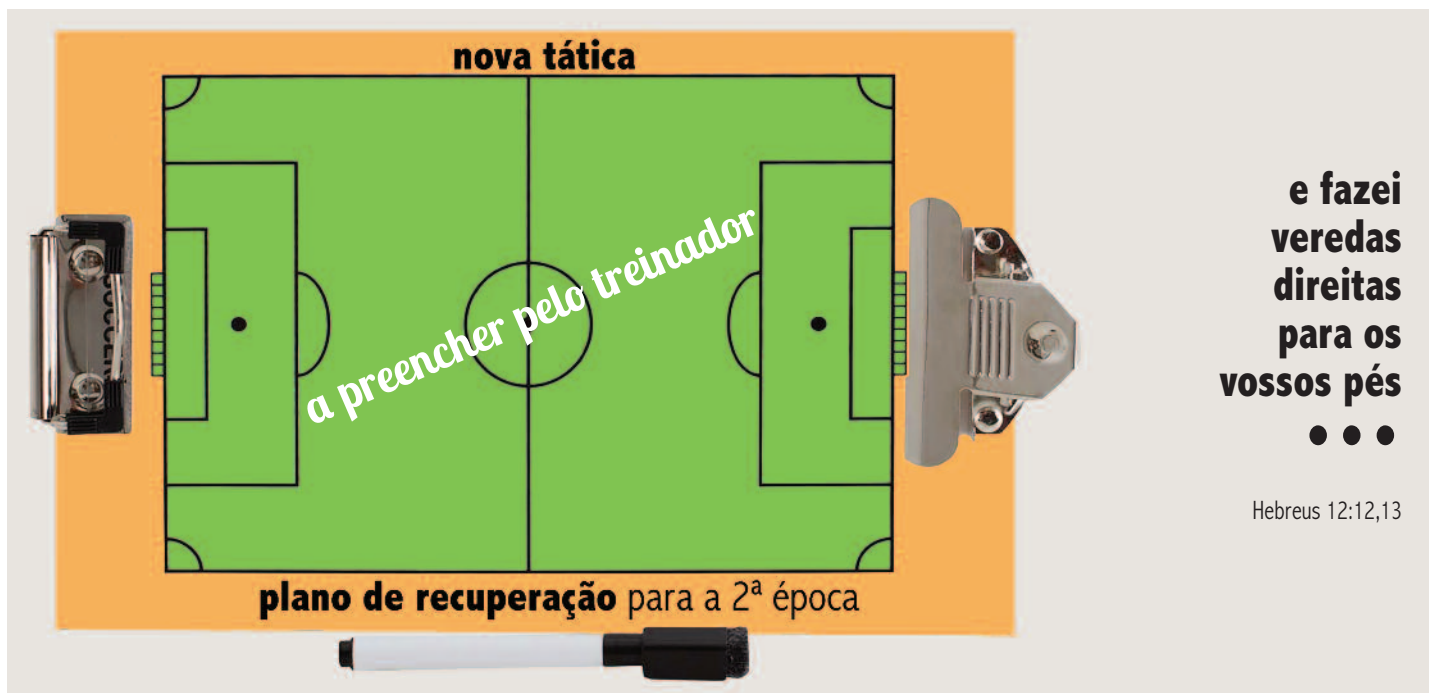 nova tática
a preencher pelo treinador
plano de recuperação para a 2ª época
SOCCER
e fazei
veredas
direitas
para os
vossos pés
•••
Hebreus 12:12,13